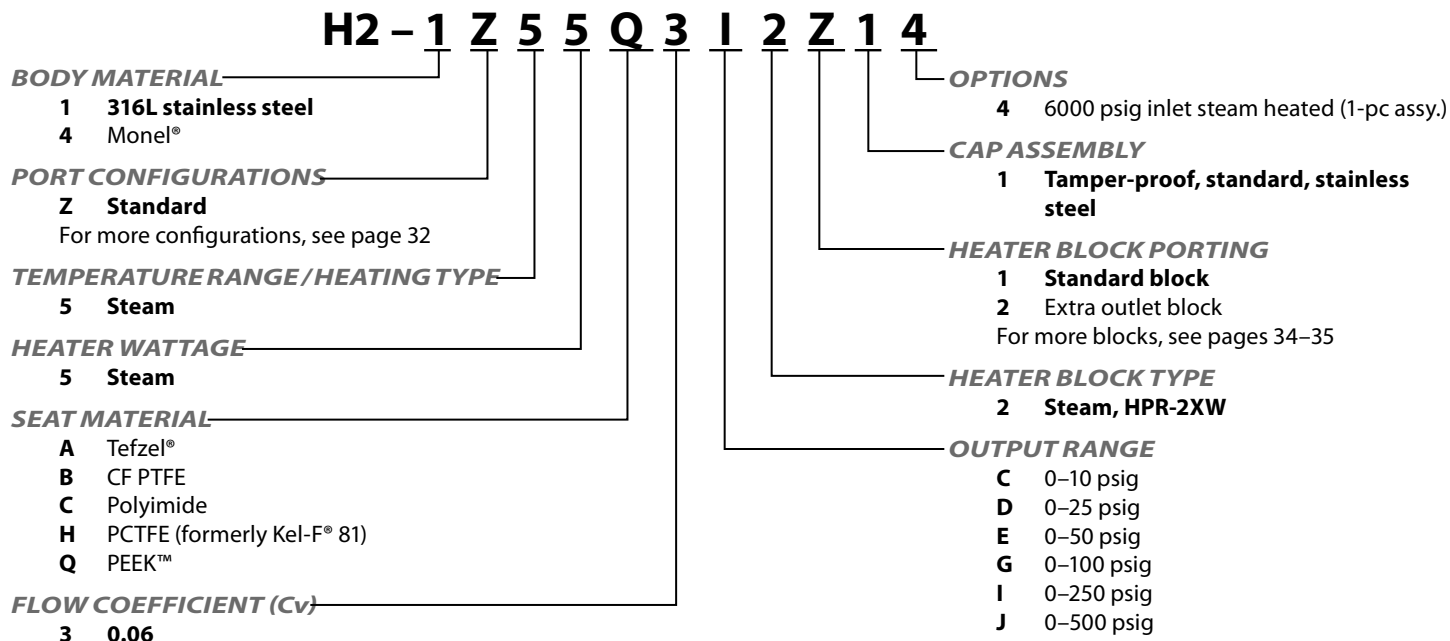 H2 – 1 Z 5 5 Q 3 I 2 Z 1 4
BODY MATERIAL
1 316L stainless steel
4 Monel®
PORT CONFIGURATIONS
Z Standard
For more configurations, see page 32
TEMPERATURE RANGE / HEATING TYPE
5 Steam
HEATER WATTAGE
5 Steam
SEAT MATERIAL
A Tefzel®
B CF PTFE
C Polyimide
H PCTFE (formerly Kel-F® 81)
Q PEEK™
FLOW COEFFICIENT (Cv)
3 0.06
OPTIONS
4 6000 psig inlet steam heated (1-pc assy.)
CAP ASSEMBLY
1 Tamper-proof, standard, stainless
steel
HEATER BLOCK PORTING
1 Standard block
2 Extra outlet block
For more blocks, see pages 34–35
HEATER BLOCK TYPE
2 Steam, HPR-2XW
OUTPUT RANGE
C 0–10 psig
D 0–25 psig
E 0–50 psig
G 0–100 psig
I 0–250 psig
J 0–500 psig